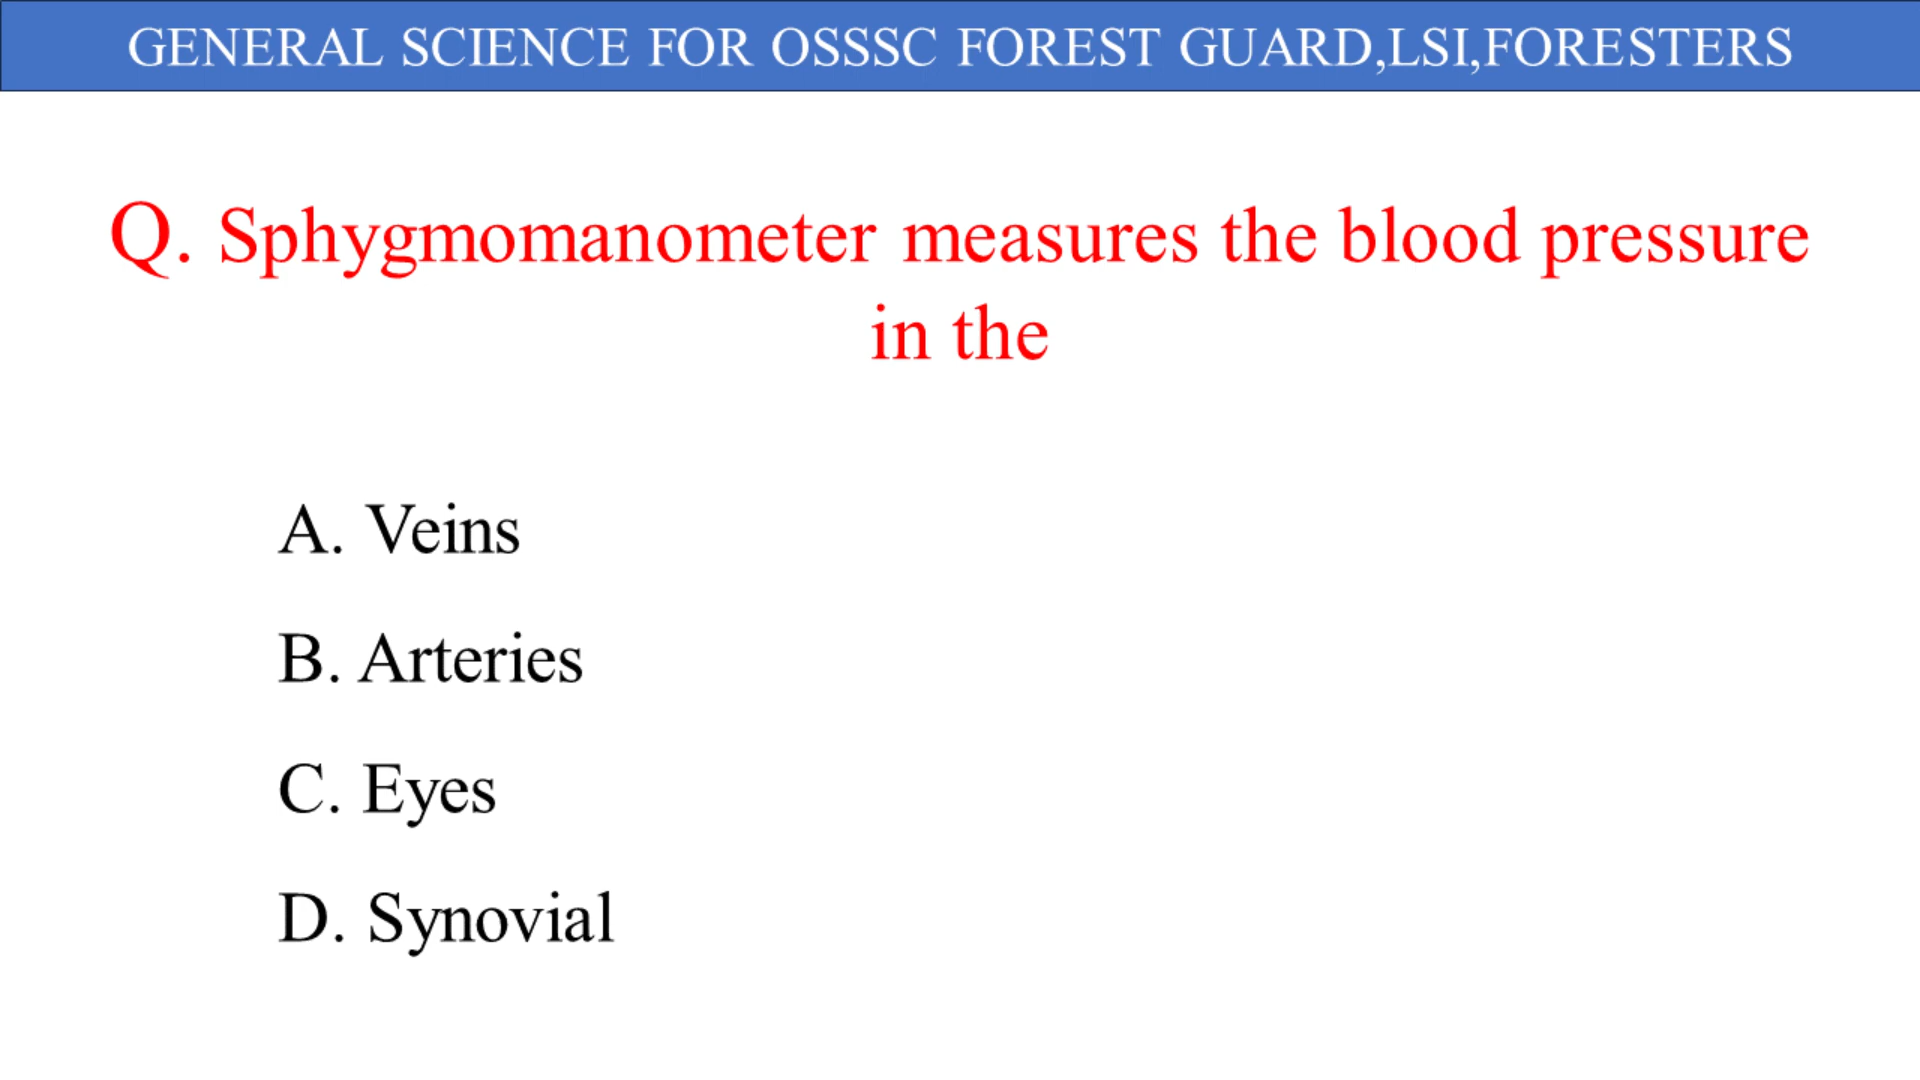 GENERAL SCIENCE FOR OSSSC FOREST GUARD,LSI,FORESTERS
Q. Sphygmomanometer measures the blood pressure
in the
A. Veins
B. Arteries
C. Eyes
D. Synovial